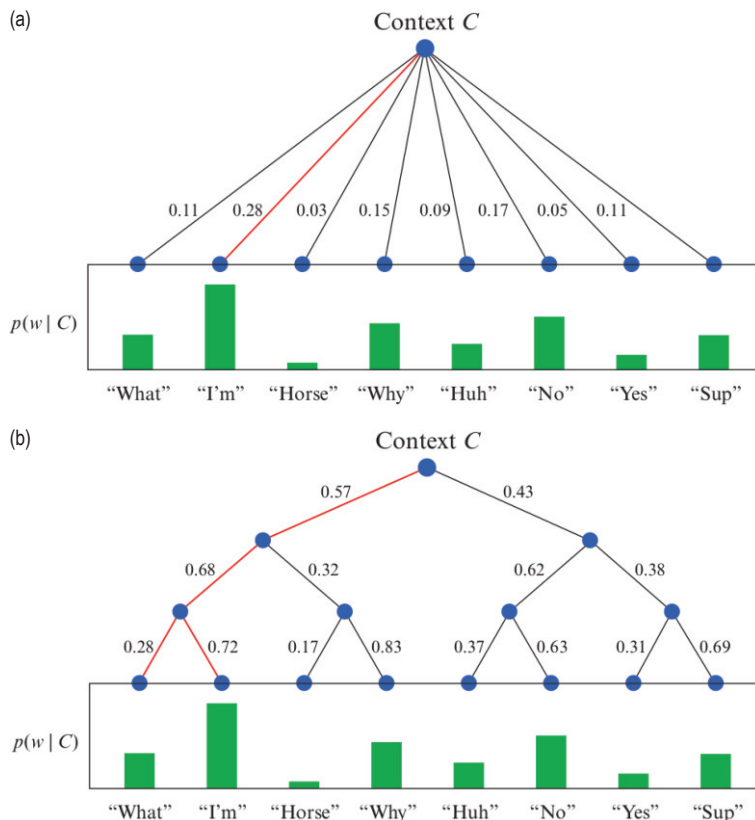 (a)
Context C
0.11 0.28 0.03 0.15 0.09 0.17 0.05 0.11
p(w | C)
“What” “I’m” “Horse” “Why” “Huh” “No” “Yes” “Sup”
(b)
Context C
0.57 0.43
0.68 0.32 0.62 0.38
0.28 0.72 0.17 0.83 0.37 0.63 0.31 0.69
p(w | C)
“What” “I’m” “Horse” “Why” “Huh” “No” “Yes” “Sup”